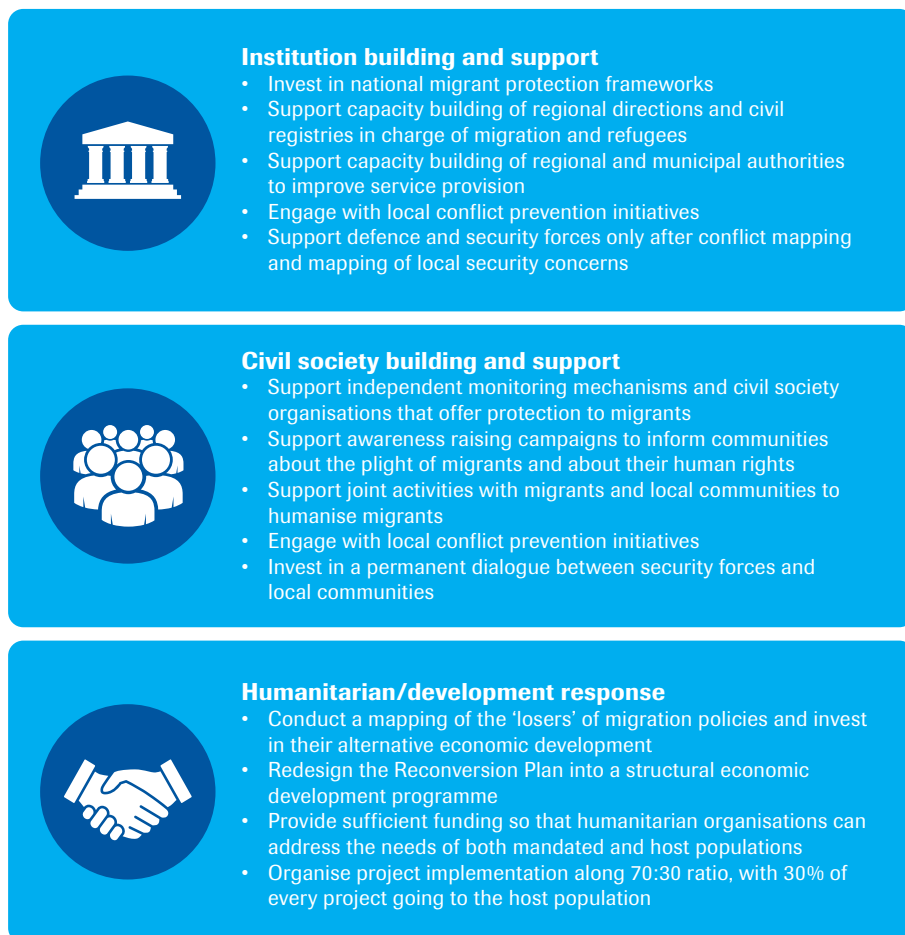 Institution building and support
• Invest in national migrant protection frameworks
• Support capacity building of regional directions and civil
registries in charge of migration and refugees
• Support capacity building of regional and municipal authorities
to improve service provision
• Engage with local conflict prevention initiatives
• Support defence and security forces only after conflict mapping
and mapping of local security concerns
Civil society building and support
• Support independent monitoring mechanisms and civil society
organisations that offer protection to migrants
• Support awareness raising campaigns to inform communities
about the plight of migrants and about their human rights
• Support joint activities with migrants and local communities to
humanise migrants
• Engage with local conflict prevention initiatives
• Invest in a permanent dialogue between security forces and
local communities
Humanitarian/development response
• Conduct a mapping of the ‘losers’ of migration policies and invest
in their alternative economic development
• Redesign the Reconversion Plan into a structural economic
development programme
• Provide sufficient funding so that humanitarian organisations can
address the needs of both mandated and host populations
• Organise project implementation along 70:30 ratio, with 30% of
every project going to the host population